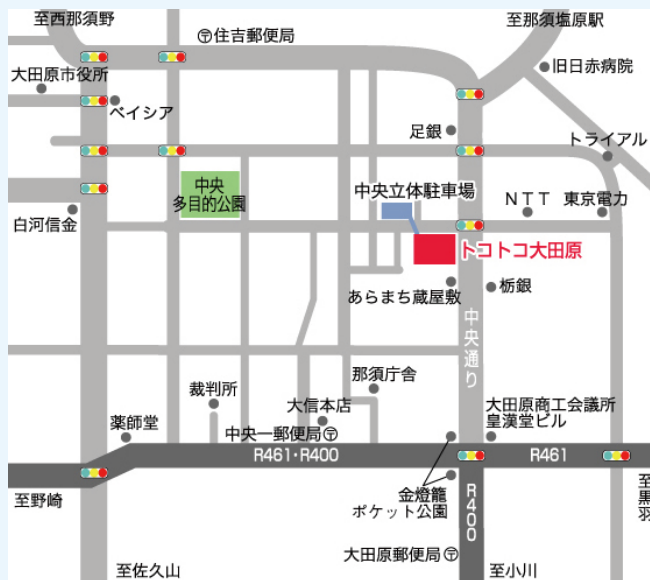 至西那須野
〒住吉郵便局
至那須塩原駅
旧日赤病院
大田原市役所
ベイシア
足銀
トライアル
中央
多目的公園
中央立体駐車場
NTT
東京電力
白河信金
トコトコ大田原
あらまち蔵屋敷
栃銀
中央通り
那須庁舎
裁判所
大信本店
大田原商工会議所
皇漢堂ビル
薬師堂
中央一郵便局〒
R461・R400
R461
至野崎
金燈籠
ポケット公園
R400
至黒羽
大田原郵便局〒
至佐久山
至小川